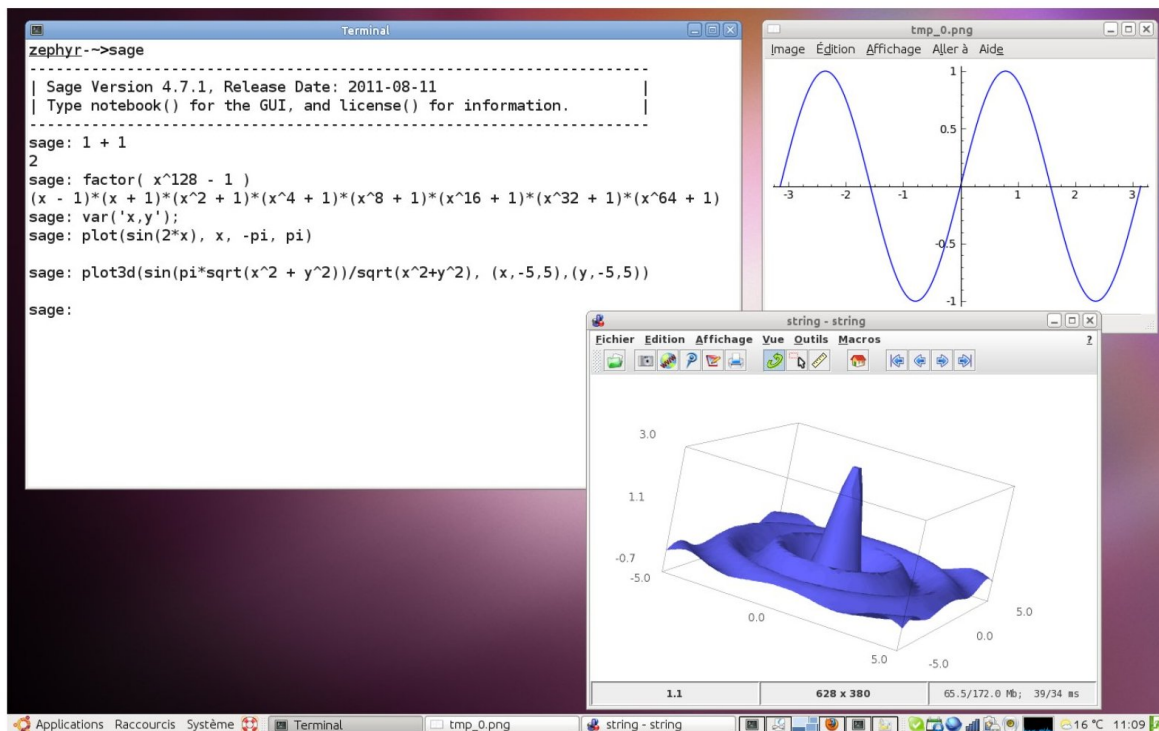 Terminal
zephyr-~>sage
----------------------------------------------------------------------
| Sage Version 4.7.1, Release Date: 2011-08-11                       |
| Type notebook() for the GUI, and license() for information.        |
----------------------------------------------------------------------
sage: 1 + 1
2
sage: factor( x^128 - 1 )
(x - 1)*(x + 1)*(x^2 + 1)*(x^4 + 1)*(x^8 + 1)*(x^16 + 1)*(x^32 + 1)*(x^64 + 1)
sage: var('x,y');
sage: plot(sin(2*x), x, -pi, pi)
sage: plot3d(sin(pi*sqrt(x^2 + y^2))/sqrt(x^2+y^2), (x,-5,5),(y,-5,5))
sage:
tmp_0.png
Image Édition Affichage Aller à Aide
1
0.5
-3 -2 -1 0 1 2 3
-0.5
-1
string - string
Fichier Edition Affichage Vue Outils Macros ?
3.0
1.1
-0.7
-5.0
0.0
5.0
5.0
0.0
-5.0
1.1 628 x 380 65.5/172.0 Mb; 39/34 ms
Applications Raccourcis Système Terminal tmp_0.png string - string 16 °C 11:09